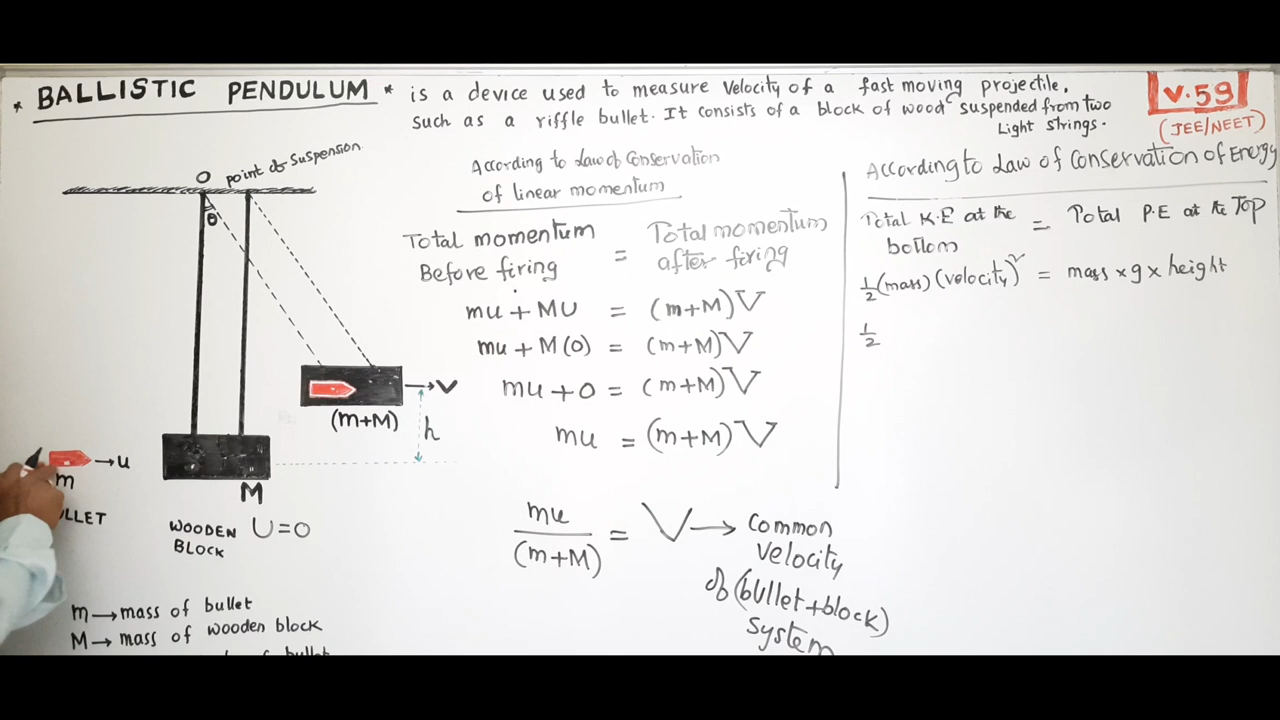 * BALLISTIC PENDULUM * is a device used to measure Velocity of a fast moving projectile,
such as a riffle bullet. It consists of a block of wood suspended from two
Light strings.
V.59
(JEE/NEET)
O point of suspension
θ
→V
(m+M)
h
→u
m
LLET
M
WOODEN U=0
BLOCK
m→mass of bullet
M→ mass of wooden block
According to Law of Conservation
of linear momentum
Total momentum = Total momentum
Before firing after firing
mu + MU = (m+M)V
mu + M(0) = (m+M)V
mu + 0 = (m+M)V
mu = (m+M)V
mu/(m+M) = V → Common
velocity
of (bullet+block)
system
According to Law of Conservation of Energy
Total K.E at the = Total P.E at the Top
bottom
1/2 (mass) (velocity)² = mass × g × height
1/2